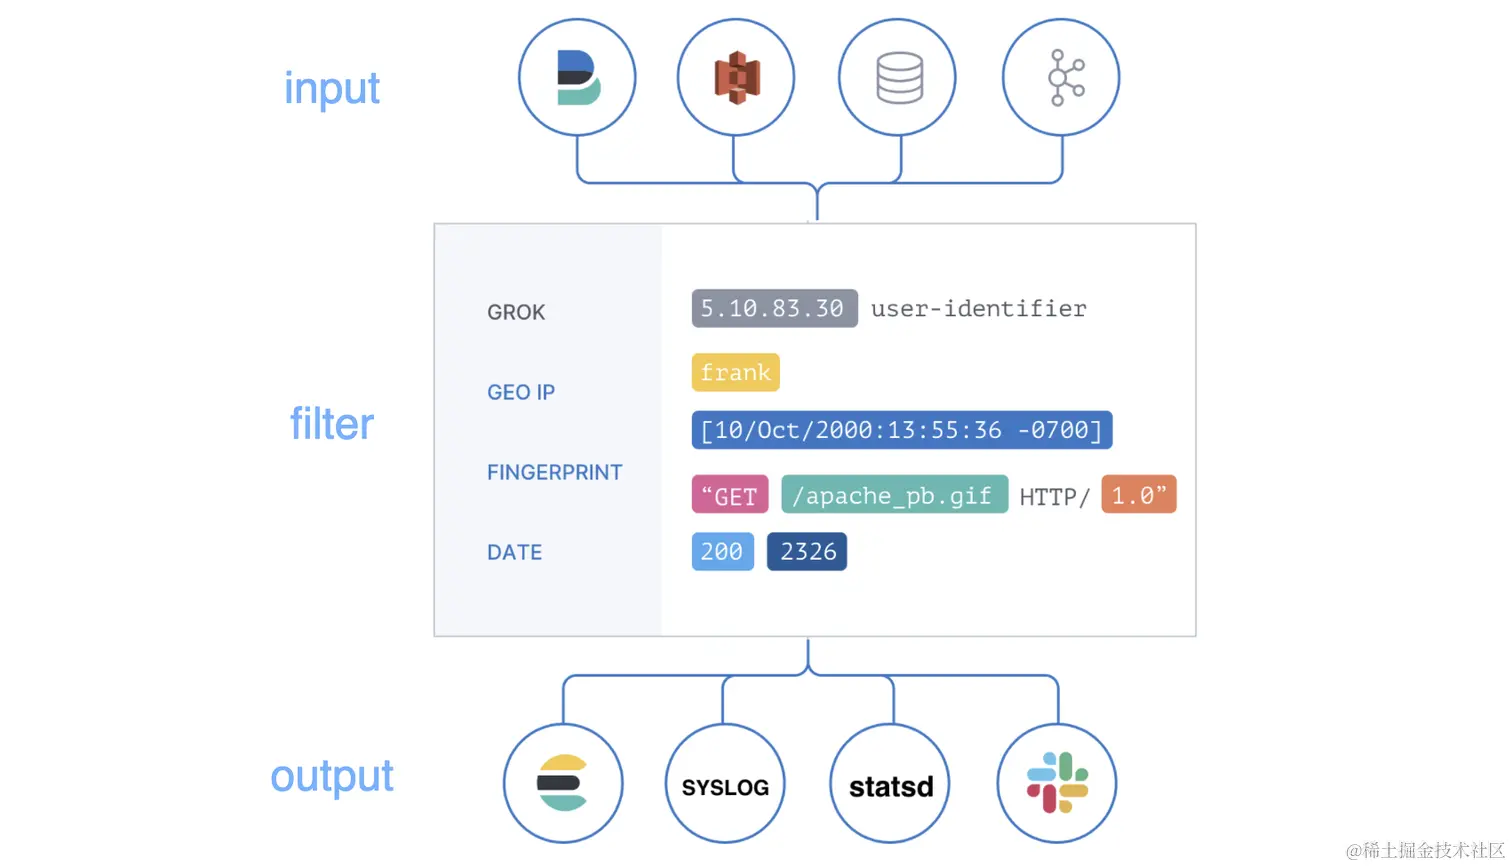 input
GROK
GEO IP
FINGERPRINT
DATE
5.10.83.30 user-identifier
frank
[10/Oct/2000:13:55:36 -0700]
“GET /apache_pb.gif HTTP/ 1.0”
200 2326
filter
output
SYSLOG
statsd
@稀土掘金技术社区